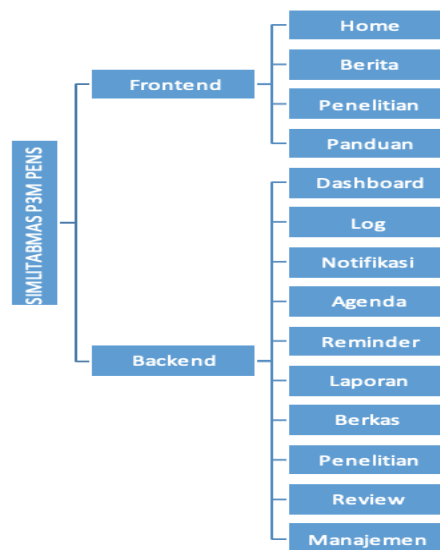 SIMLITABMAS P3M PENS
Frontend
Home
Berita
Penelitian
Panduan
Backend
Dashboard
Log
Notifikasi
Agenda
Reminder
Laporan
Berkas
Penelitian
Review
Manajemen